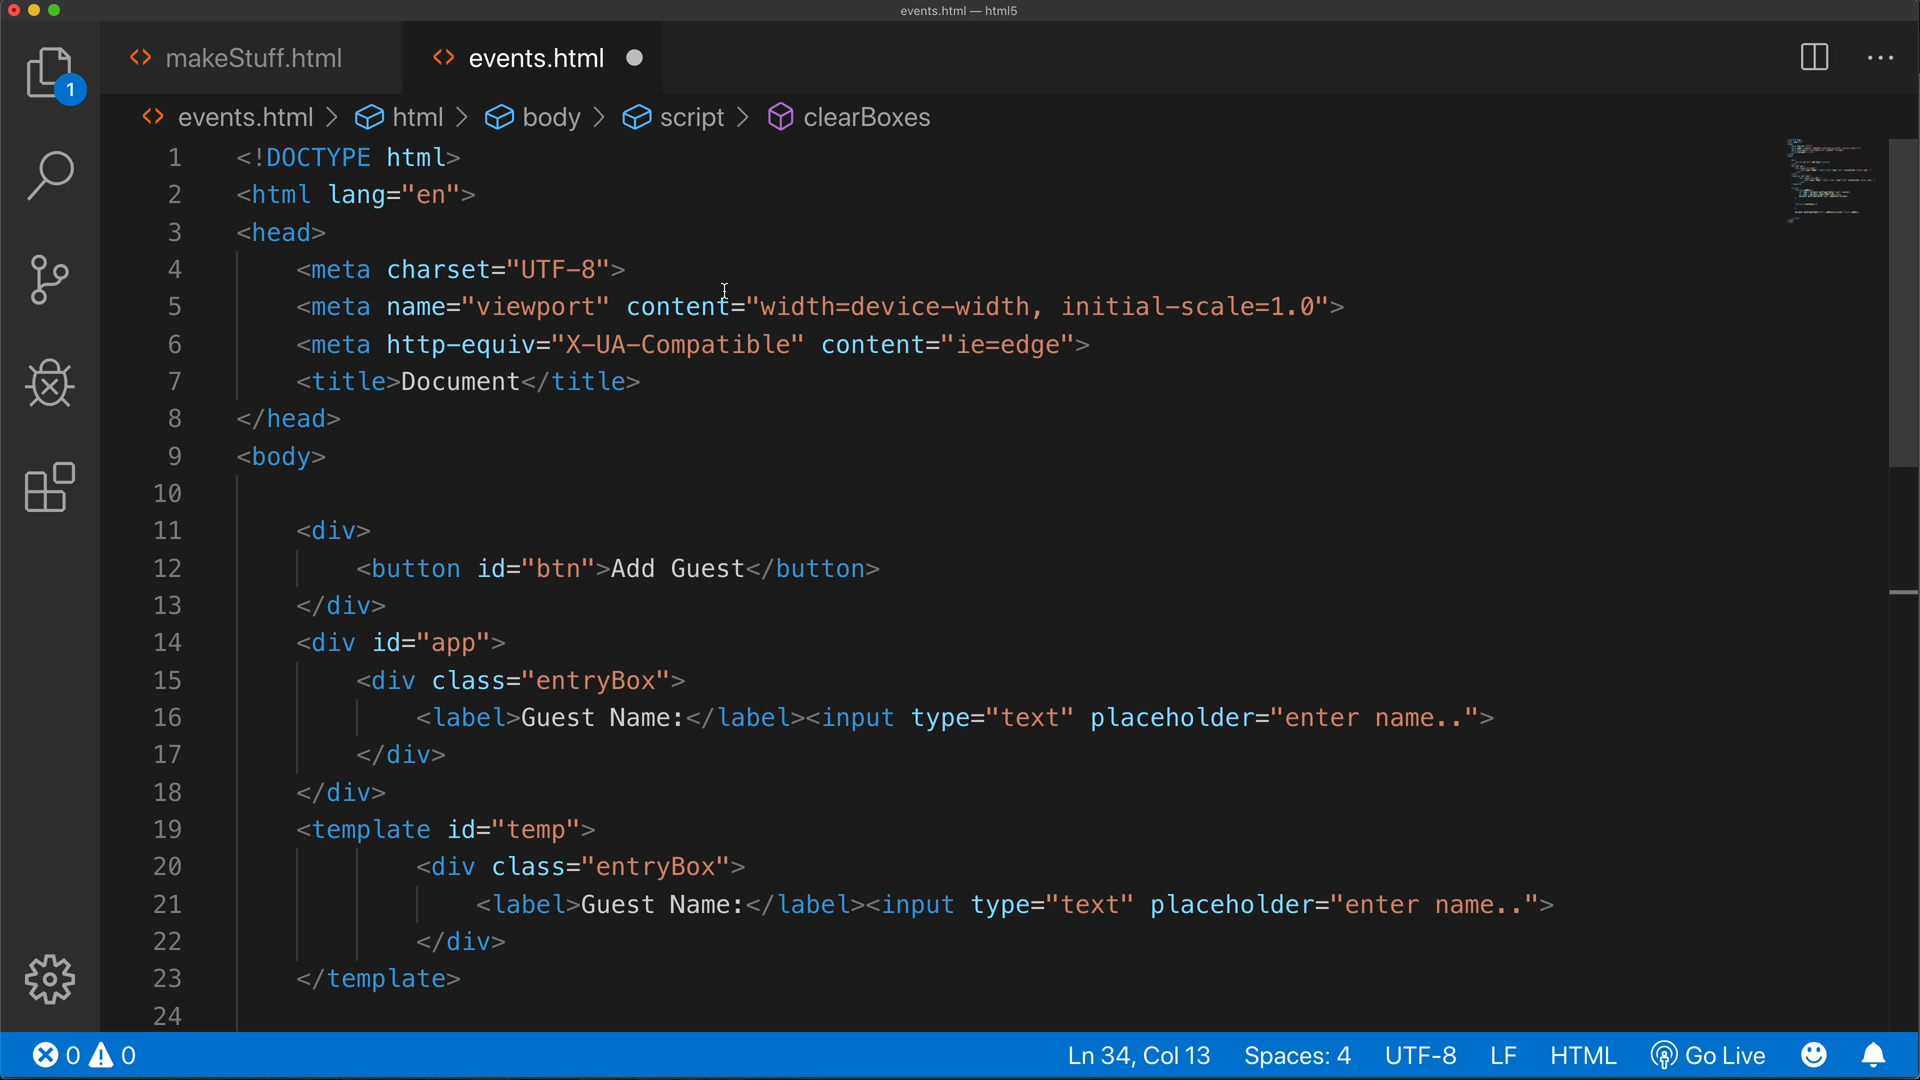 events.html — html5
makeStuff.html
events.html
1
events.html > html > body > script > clearBoxes
1 <!DOCTYPE html>
2 <html lang="en">
3 <head>
4 <meta charset="UTF-8">
5 <meta name="viewport" content="width=device-width, initial-scale=1.0">
6 <meta http-equiv="X-UA-Compatible" content="ie=edge">
7 <title>Document</title>
8 </head>
9 <body>
10
11 <div>
12 <button id="btn">Add Guest</button>
13 </div>
14 <div id="app">
15 <div class="entryBox">
16 <label>Guest Name:</label><input type="text" placeholder="enter name..">
17 </div>
18 </div>
19 <template id="temp">
20 <div class="entryBox">
21 <label>Guest Name:</label><input type="text" placeholder="enter name..">
22 </div>
23 </template>
24
0 0 Ln 34, Col 13 Spaces: 4 UTF-8 LF HTML Go Live